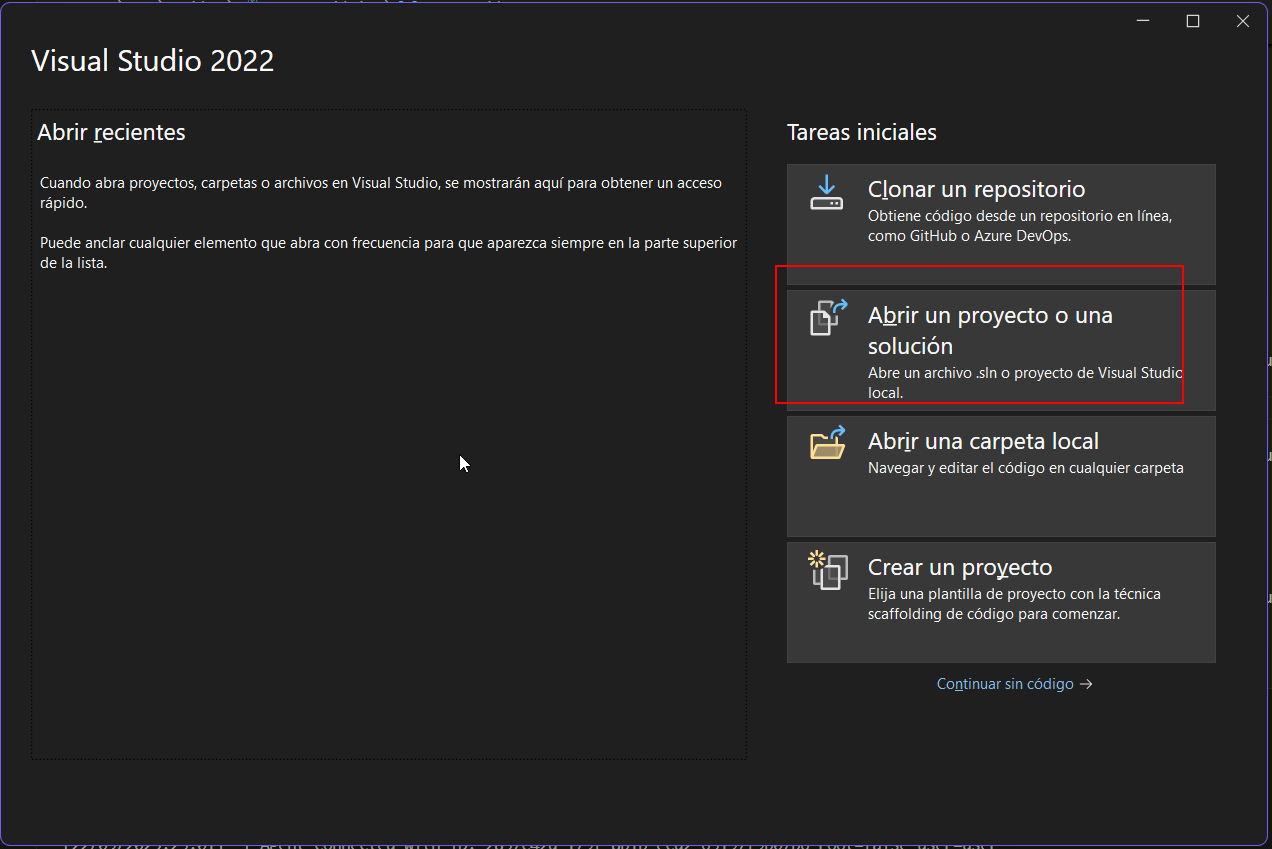 Visual Studio 2022
Abrir recientes
Cuando abra proyectos, carpetas o archivos en Visual Studio, se mostrarán aquí para obtener un acceso
rápido.
Puede anclar cualquier elemento que abra con frecuencia para que aparezca siempre en la parte superior
de la lista.
Tareas iniciales
Clonar un repositorio
Obtiene código desde un repositorio en línea,
como GitHub o Azure DevOps.
Abrir un proyecto o una
solución
Abre un archivo .sln o proyecto de Visual Studio
local.
Abrir una carpeta local
Navegar y editar el código en cualquier carpeta
Crear un proyecto
Elija una plantilla de proyecto con la técnica
scaffolding de código para comenzar.
Continuar sin código →